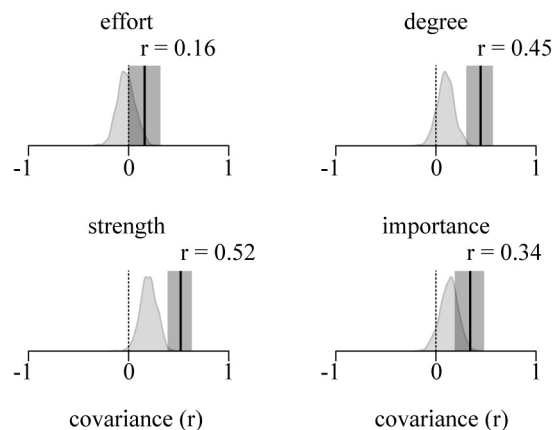 effort
r = 0.16
-1 0 1
degree
r = 0.45
-1 0 1
strength
r = 0.52
-1 0 1
covariance (r)
importance
r = 0.34
-1 0 1
covariance (r)